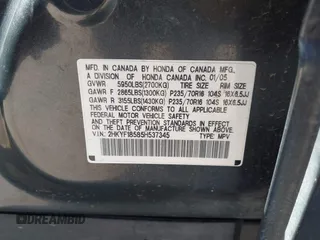 MFD. IN CANADA BY HONDA OF CANADA MFG.,
A DIVISION OF HONDA CANADA INC. 01/05
GVWR 5950LBS(2700KG) TIRE SIZE RIM SIZE
GAWR F 2865LBS(1300KG) P235/70R16 104S 16X6.5JJ
GAWR R 3155LBS(1430KG) P235/70R16 104S 16X6.5JJ
THIS VEHICLE CONFORMS TO ALL APPLICABLE
FEDERAL MOTOR VEHICLE SAFETY
AND THEFT PREVENTION STANDARDS IN EFFECT
ON THE DATE OF MANUFACTURE SHOWN ABOVE.
V.I.N: 2HKYF18585H537345 TYPE: MPV
© DREAMBID